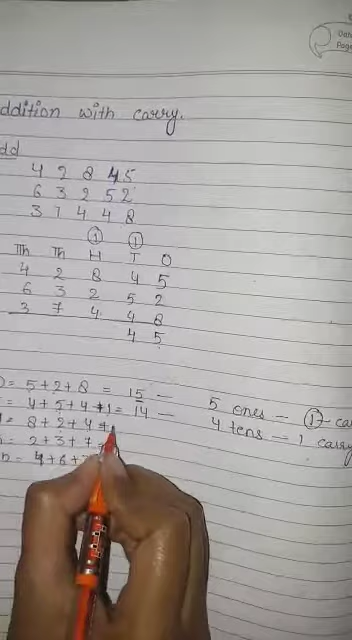 Date
Page
ddition with carry.
dd
4 2 8 4 5
6 3 2 5 2
3 7 4 4 8
1 1
Th Th H T O
4 2 8 4 5
6 3 2 5 2
3 7 4 4 8
4 5
= 5+2+8 = 15 — 5 ones — 1 - ca
= 4+5+4+1 = 14 — 4 tens — 1 carry
= 8+2+4+
= 2+3+7+
h = 4+6+